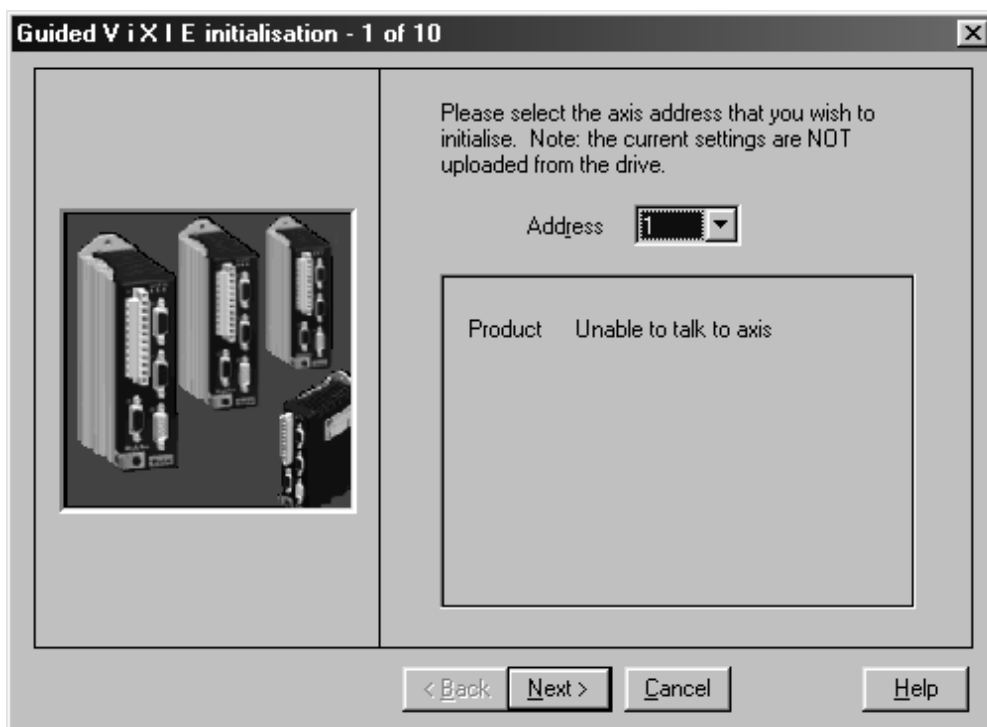 Guided V i X I E initialisation - 1 of 10
Please select the axis address that you wish to
initialise. Note: the current settings are NOT
uploaded from the drive.
Address 1
Product Unable to talk to axis
< Back Next > Cancel Help